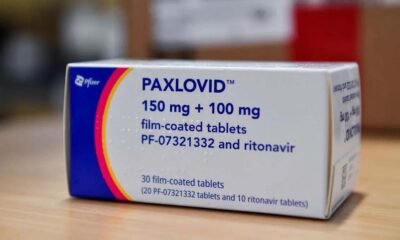 Pfizer
PAXLOVID™
150 mg + 100 mg
film-coated tablets
PF-07321332 and ritonavir
30 film-coated tablets
(20 PF-07321332 tablets and 10 ritonavir tablets)